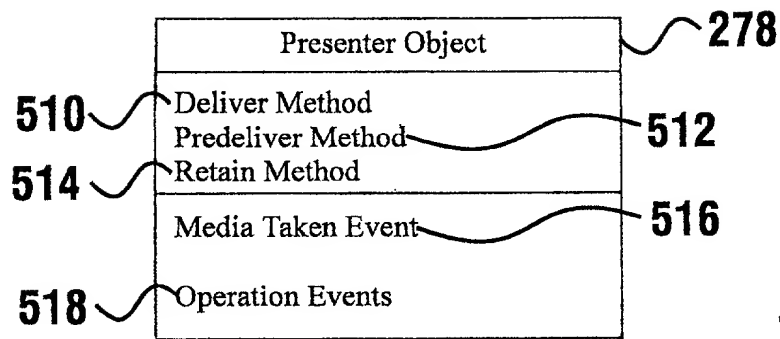 Presenter Object 278
510 Deliver Method
Predeliver Method 512
514 Retain Method
Media Taken Event 516
518 Operation Events